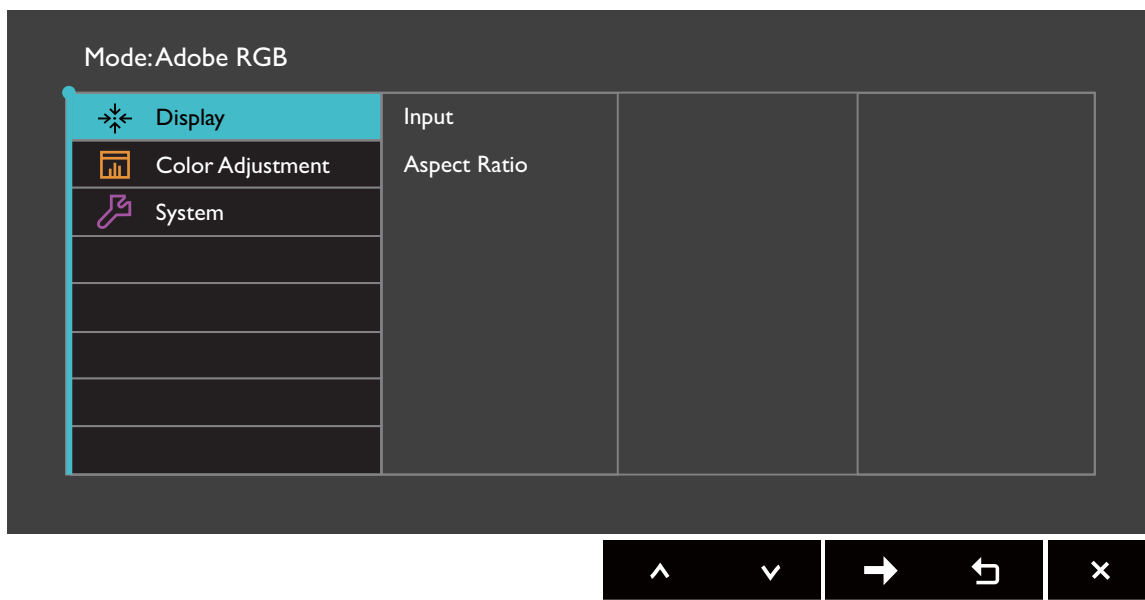 Mode: Adobe RGB
Display
Input
Color Adjustment
Aspect Ratio
System